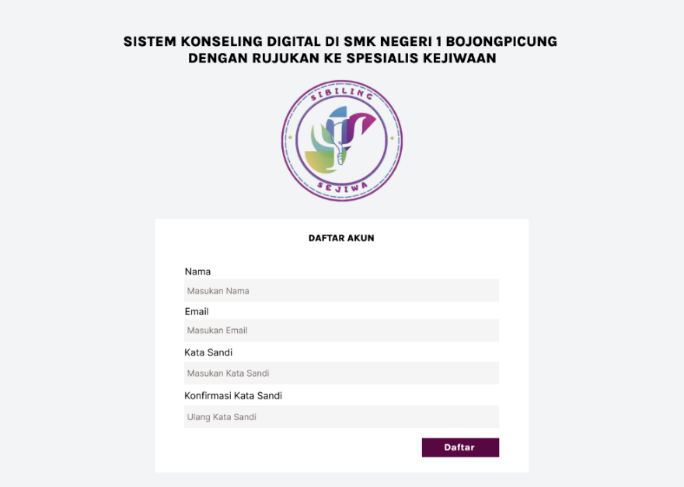 SISTEM KONSELING DIGITAL DI SMK NEGERI 1 BOJONGPICUNG
DENGAN RUJUKAN KE SPESIALIS KEJIWAAN
SIBILING
SEJIWA
DAFTAR AKUN
Nama
Masukan Nama
Email
Masukan Email
Kata Sandi
Masukan Kata Sandi
Konfirmasi Kata Sandi
Ulang Kata Sandi
Daftar